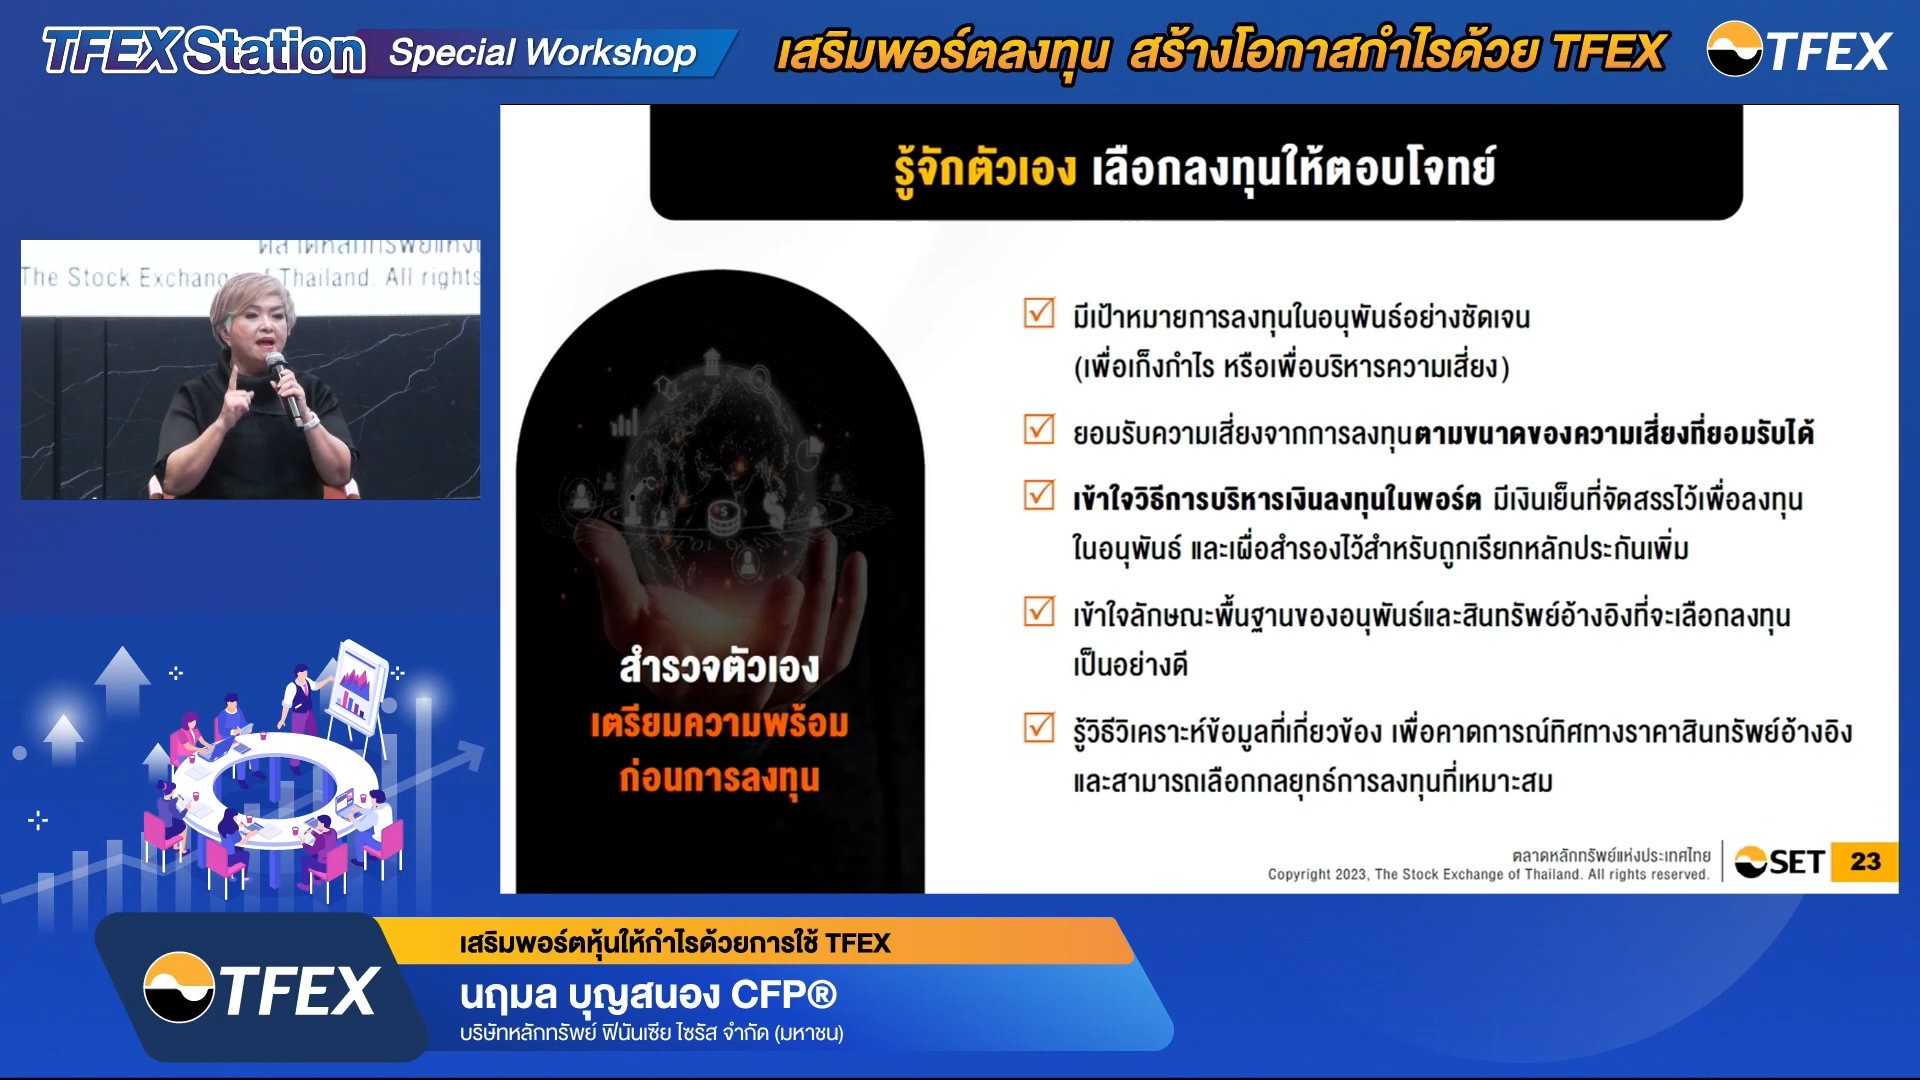 TFEX Station Special Workshop
เสริมพอร์ตลงทุน สร้างโอกาสกำไรด้วย TFEX
TFEX
รู้จักตัวเอง เลือกลงทุนให้ตอบโจทย์
The Stock Exchange of Thailand. All rights
สำรวจตัวเอง
เตรียมความพร้อม
ก่อนการลงทุน
มีเป้าหมายการลงทุนในอนุพันธ์อย่างชัดเจน
(เพื่อเก็งกำไร หรือเพื่อบริหารความเสี่ยง)
ยอมรับความเสี่ยงจากการลงทุนตามขนาดของความเสี่ยงที่ยอมรับได้
เข้าใจวิธีการบริหารเงินลงทุนในพอร์ต มีเงินเย็นที่จัดสรรไว้เพื่อลงทุน
ในอนุพันธ์ และเผื่อสำรองไว้สำหรับถูกเรียกหลักประกันเพิ่ม
เข้าใจลักษณะพื้นฐานของอนุพันธ์และสินทรัพย์อ้างอิงที่จะเลือกลงทุน
เป็นอย่างดี
รู้วิธีวิเคราะห์ข้อมูลที่เกี่ยวข้อง เพื่อคาดการณ์ทิศทางราคาสินทรัพย์อ้างอิง
และสามารถเลือกกลยุทธ์การลงทุนที่เหมาะสม
ตลาดหลักทรัพย์แห่งประเทศไทย
Copyright 2023, The Stock Exchange of Thailand. All rights reserved.
SET 23
TFEX
เสริมพอร์ตหุ้นให้กำไรด้วยการใช้ TFEX
นฤมล บุญสนอง CFP®
บริษัทหลักทรัพย์ ฟินันเซีย ไซรัส จำกัด (มหาชน)